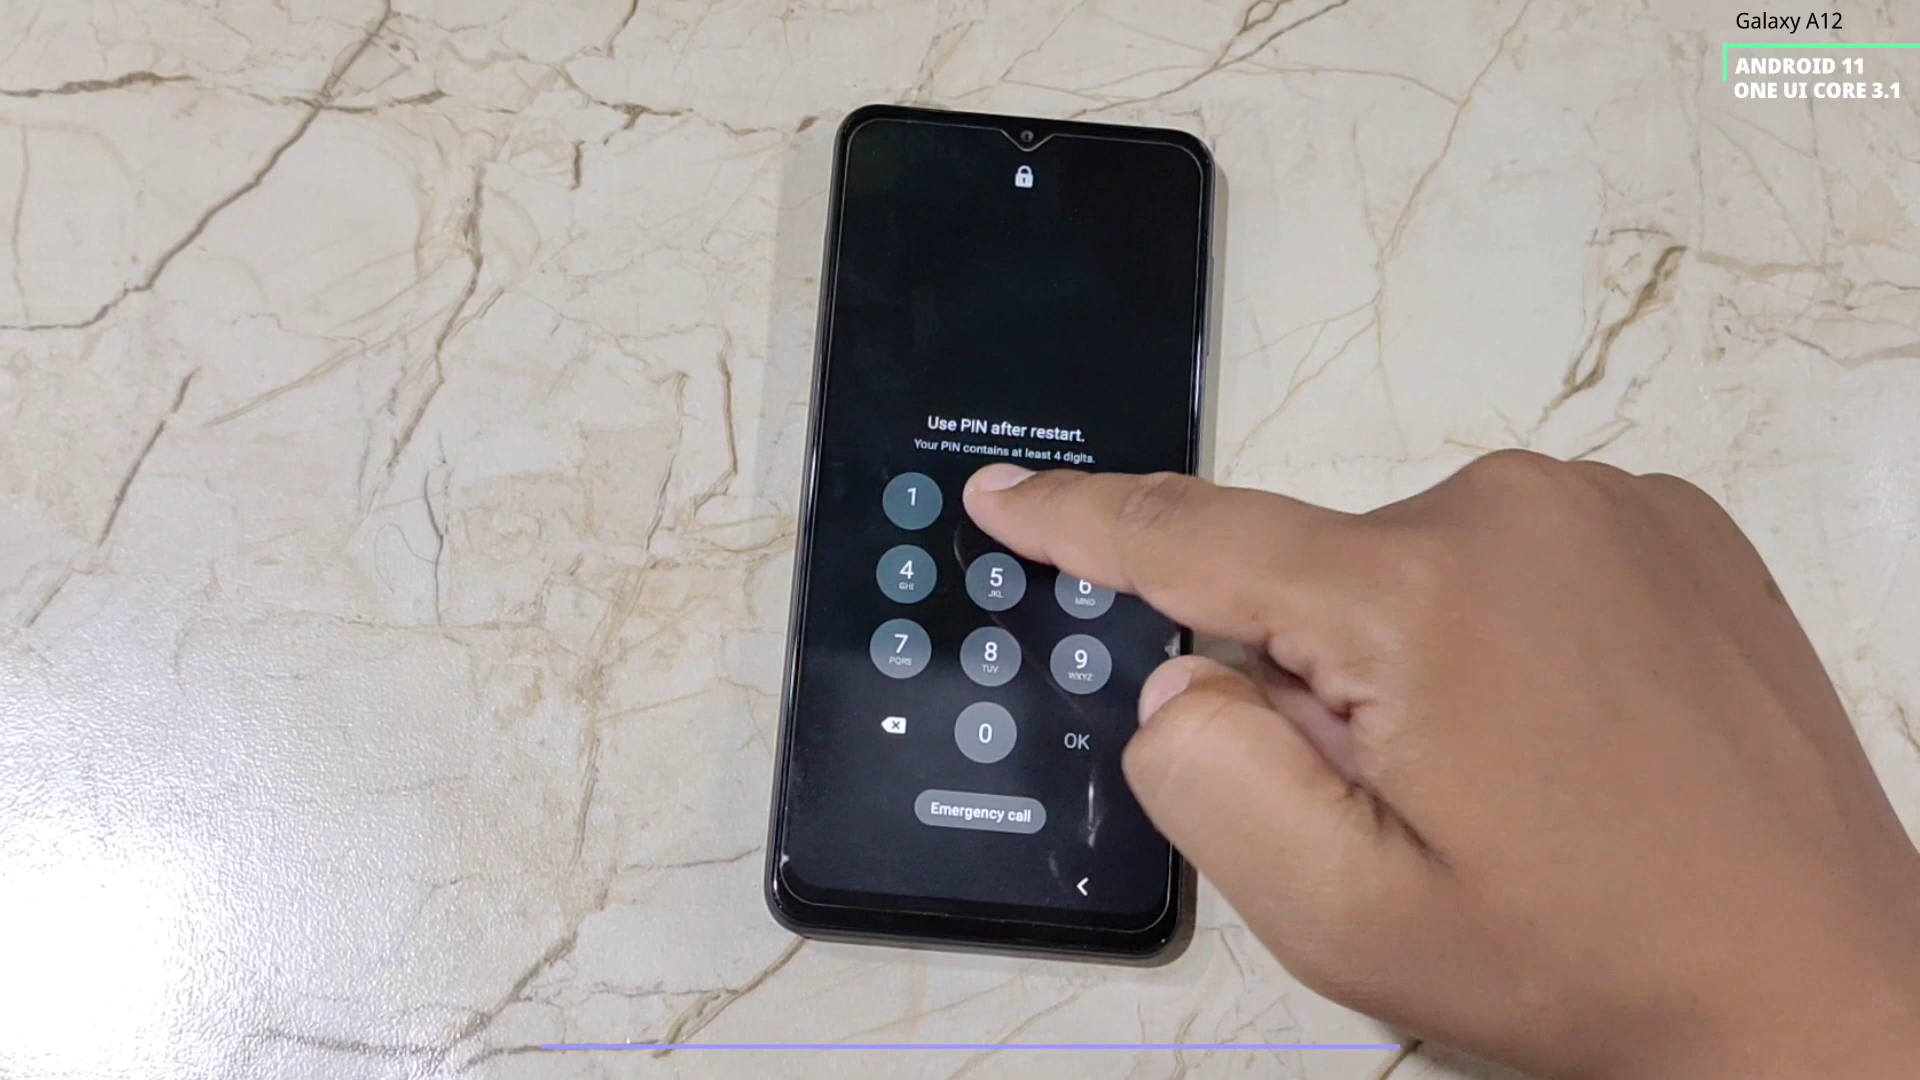 Galaxy A12
ANDROID 11
ONE UI CORE 3.1
Use PIN after restart.
Your PIN contains at least 4 digits.
1
4 5 6
GHI JKL MNO
7 8 9
PQRS TUV WXYZ
0 OK
Emergency call